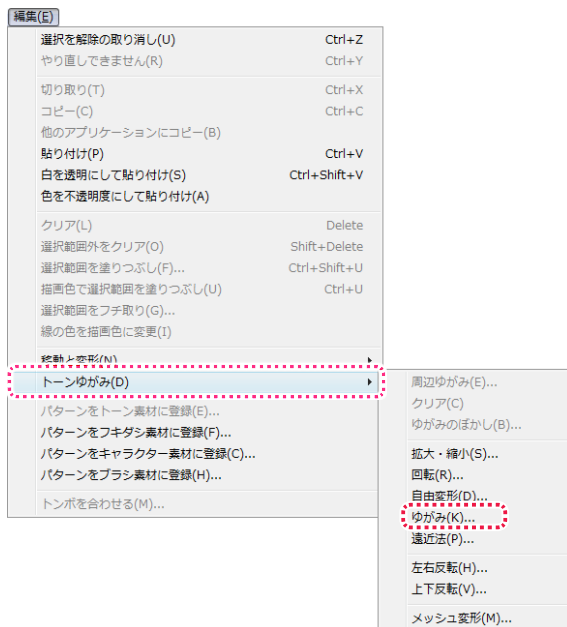 編集(E)
選択を解除の取り消し(U) Ctrl+Z
やり直しできません(R) Ctrl+Y
切り取り(T) Ctrl+X
コピー(C) Ctrl+C
他のアプリケーションにコピー(B)
貼り付け(P) Ctrl+V
白を透明にして貼り付け(S) Ctrl+Shift+V
色を不透明度にして貼り付け(A)
クリア(L) Delete
選択範囲外をクリア(O) Shift+Delete
選択範囲を塗りつぶし(F)... Ctrl+Shift+U
描画色で選択範囲を塗りつぶし(U) Ctrl+U
選択範囲をフチ取り(G)...
線の色を描画色に変更(I)
移動と変形(N)
トーンゆがみ(D)
パターンをトーン素材に登録(E)...
パターンをフキダシ素材に登録(F)...
パターンをキャラクター素材に登録(C)...
パターンをブラシ素材に登録(H)...
トンボを合わせる(M)...
周辺ゆがみ(E)...
クリア(C)
ゆがみのぼかし(B)...
拡大・縮小(S)...
回転(R)...
自由変形(D)...
ゆがみ(K)...
遠近法(P)...
左右反転(H)...
上下反転(V)...
メッシュ変形(M)...